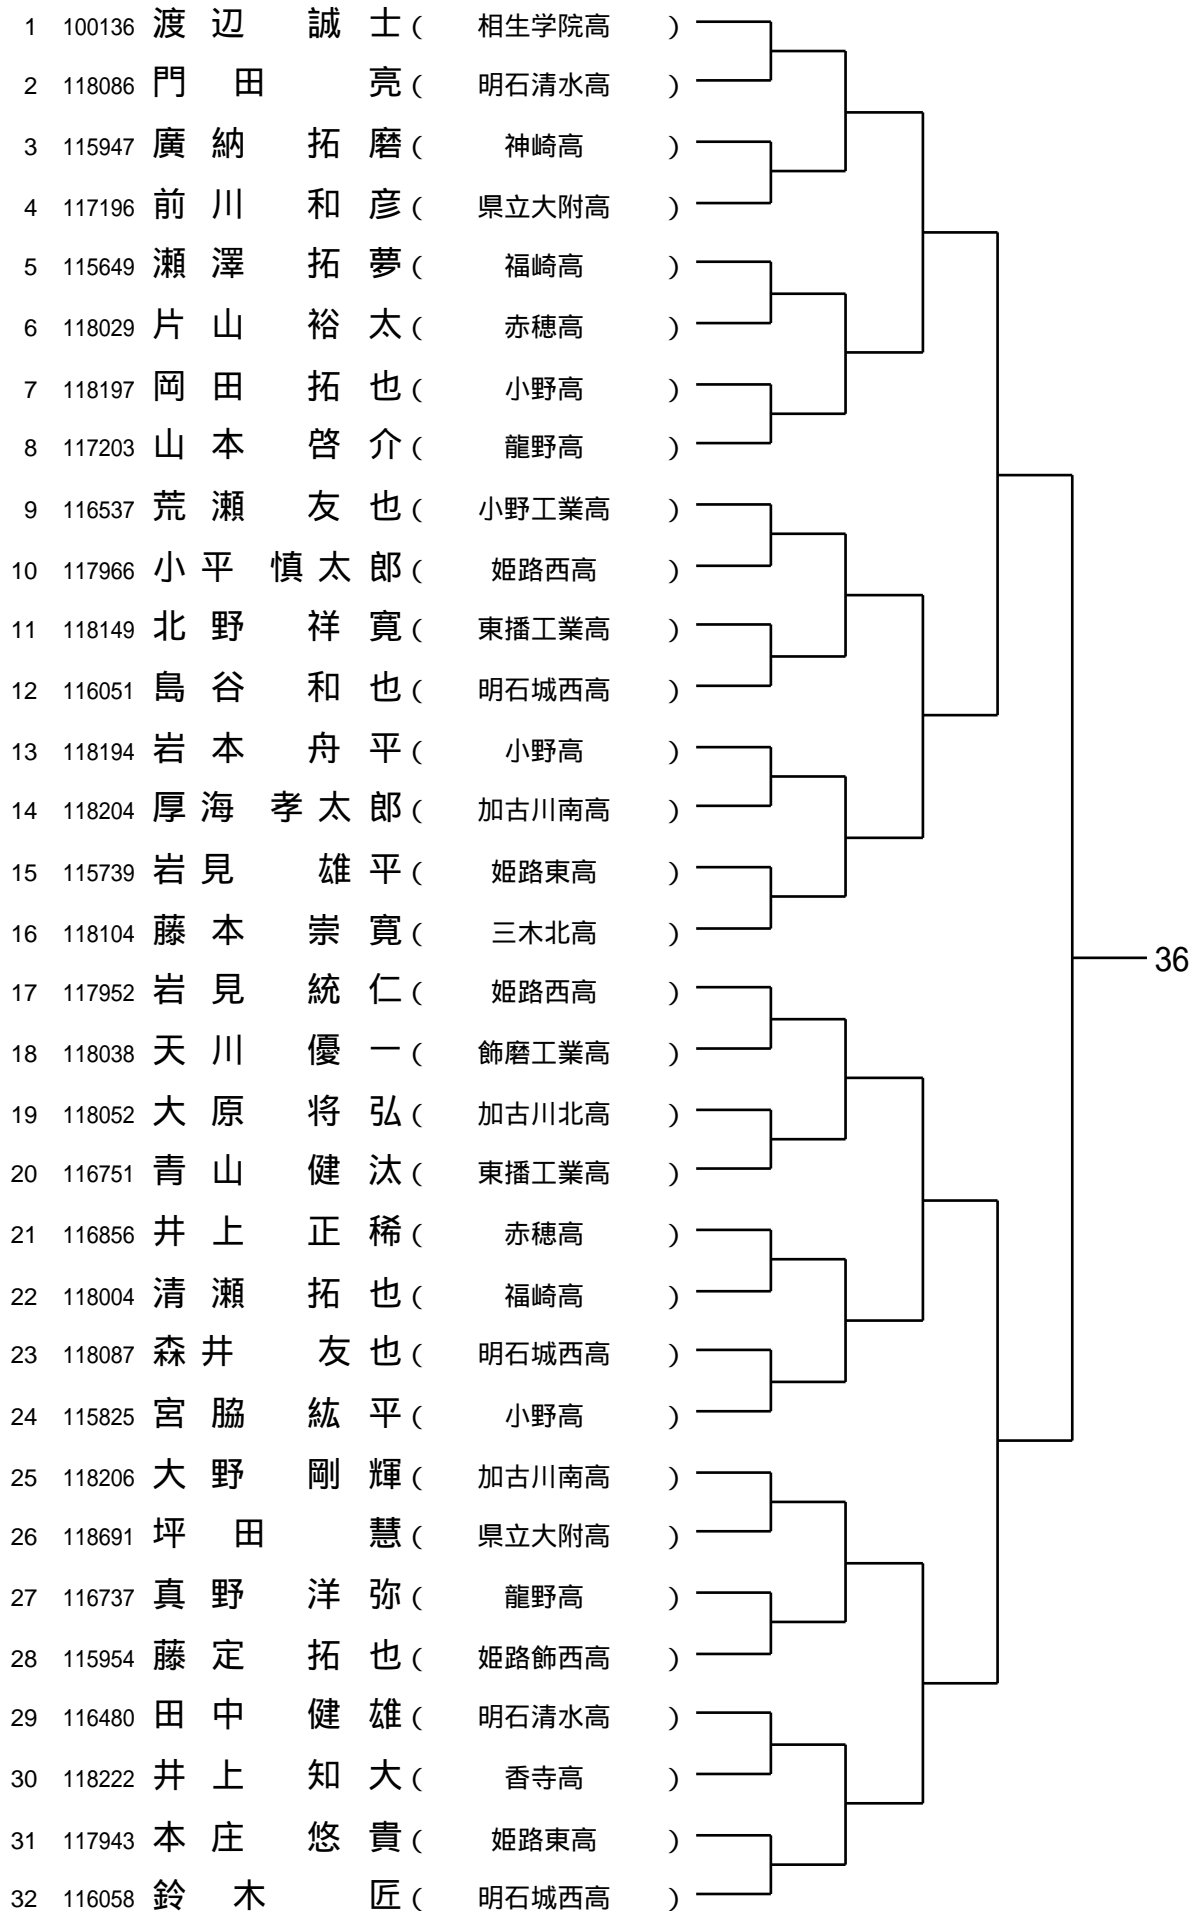 1 100136 渡辺 誠士( 相生学院高 )
2 118086 門田 亮( 明石清水高 )
3 115947 廣納 拓磨( 神崎高 )
4 117196 前川 和彦( 県立大附高 )
5 115649 瀬澤 拓夢( 福崎高 )
6 118029 片山 裕太( 赤穂高 )
7 118197 岡田 拓也( 小野高 )
8 117203 山本 啓介( 龍野高 )
9 116537 荒瀬 友也( 小野工業高 )
10 117966 小平 慎太郎( 姫路西高 )
11 118149 北野 祥寛( 東播工業高 )
12 116051 島谷 和也( 明石城西高 )
13 118194 岩本 舟平( 小野高 )
14 118204 厚海 孝太郎( 加古川南高 )
15 115739 岩見 雄平( 姫路東高 )
16 118104 藤本 崇寛( 三木北高 )
36
17 117952 岩見 統仁( 姫路西高 )
18 118038 天川 優一( 飾磨工業高 )
19 118052 大原 将弘( 加古川北高 )
20 116751 青山 健汰( 東播工業高 )
21 116856 井上 正稀( 赤穂高 )
22 118004 清瀬 拓也( 福崎高 )
23 118087 森井 友也( 明石城西高 )
24 115825 宮脇 紘平( 小野高 )
25 118206 大野 剛輝( 加古川南高 )
26 118691 坪田 慧( 県立大附高 )
27 116737 真野 洋弥( 龍野高 )
28 115954 藤定 拓也( 姫路飾西高 )
29 116480 田中 健雄( 明石清水高 )
30 118222 井上 知大( 香寺高 )
31 117943 本庄 悠貴( 姫路東高 )
32 116058 鈴木 匠( 明石城西高 )